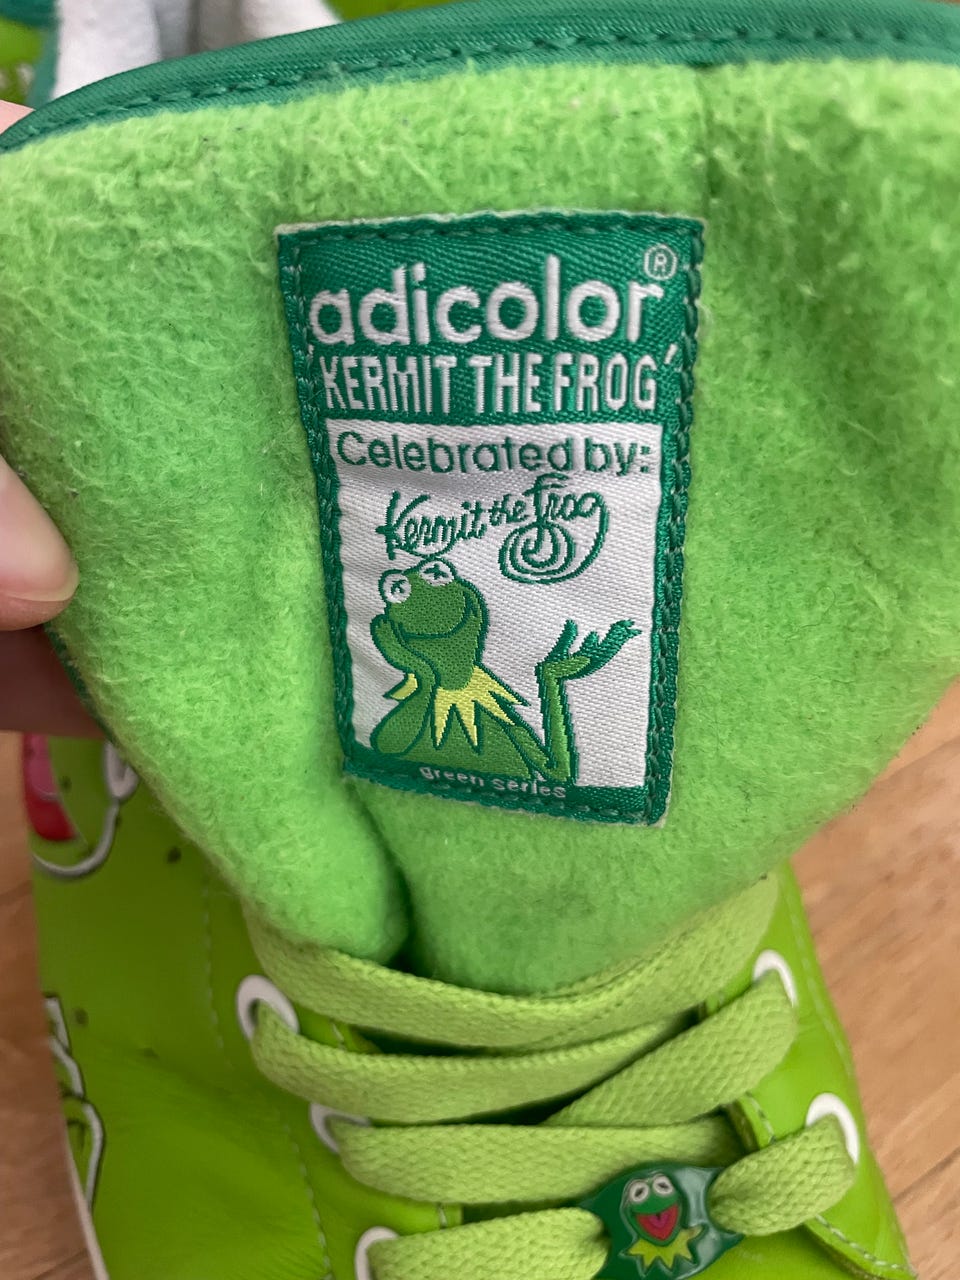 adicolor®
'KERMIT THE FROG'
Celebrated by:
Kermit the Frog
green series